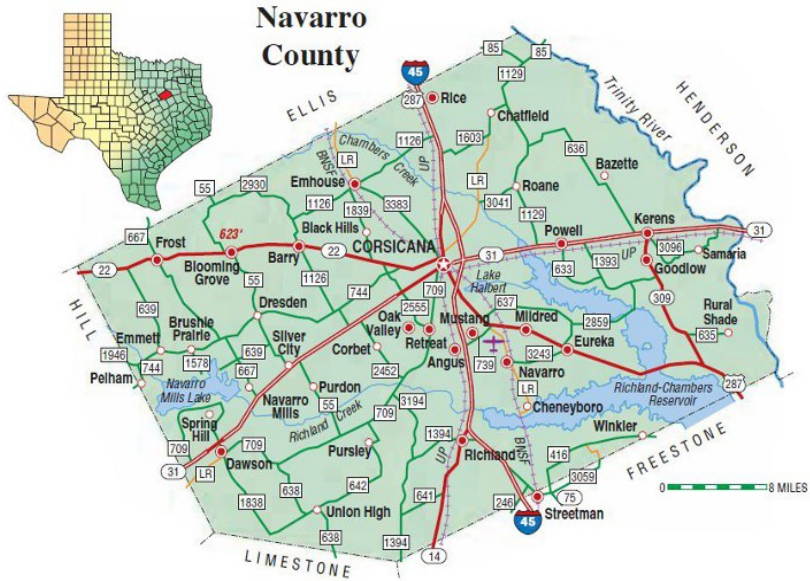 Navarro
County
85
85
45
1129
287
Rice
ELLIS
Trinity River
HENDERSON
Chatfield
Chambers
Creek
1126
UP
1603
LR
BNSF
636
Bazette
55
2930
Emhouse
LR
Roane
1126
1839
3383
3041
1129
Black Hills
667
Frost
623'
CORSICANA
Powell
Kerens
31
22
Blooming
Grove
Barry
22
31
UP
3096
Samaria
633
1393
Goodlow
Lake
Halbert
HILL
55
1126
744
709
309
639
Dresden
2555
637
Oak
Valley
Mustang
Mildred
2859
Rural
Shade
Emmett
Brushie
Prairie
Silver
City
Retreat
Eureka
635
1946
744
1578
639
Corbet
Angus
739
3243
Pelham
667
2452
Navarro
287
Navarro
Mills Lake
Navarro
Mills
Purdon
55
LR
Richland-Chambers
Reservoir
3194
709
Cheneyboro
Richland Creek
Spring
Hill
Winkler
709
709
Pursley
1394
Richland
UP
BNSF
FREESTONE
31
LR
Dawson
416
3059
642
638
641
0
8 MILES
1838
246
75
Union High
Streetman
45
638
1394
14
LIMESTONE